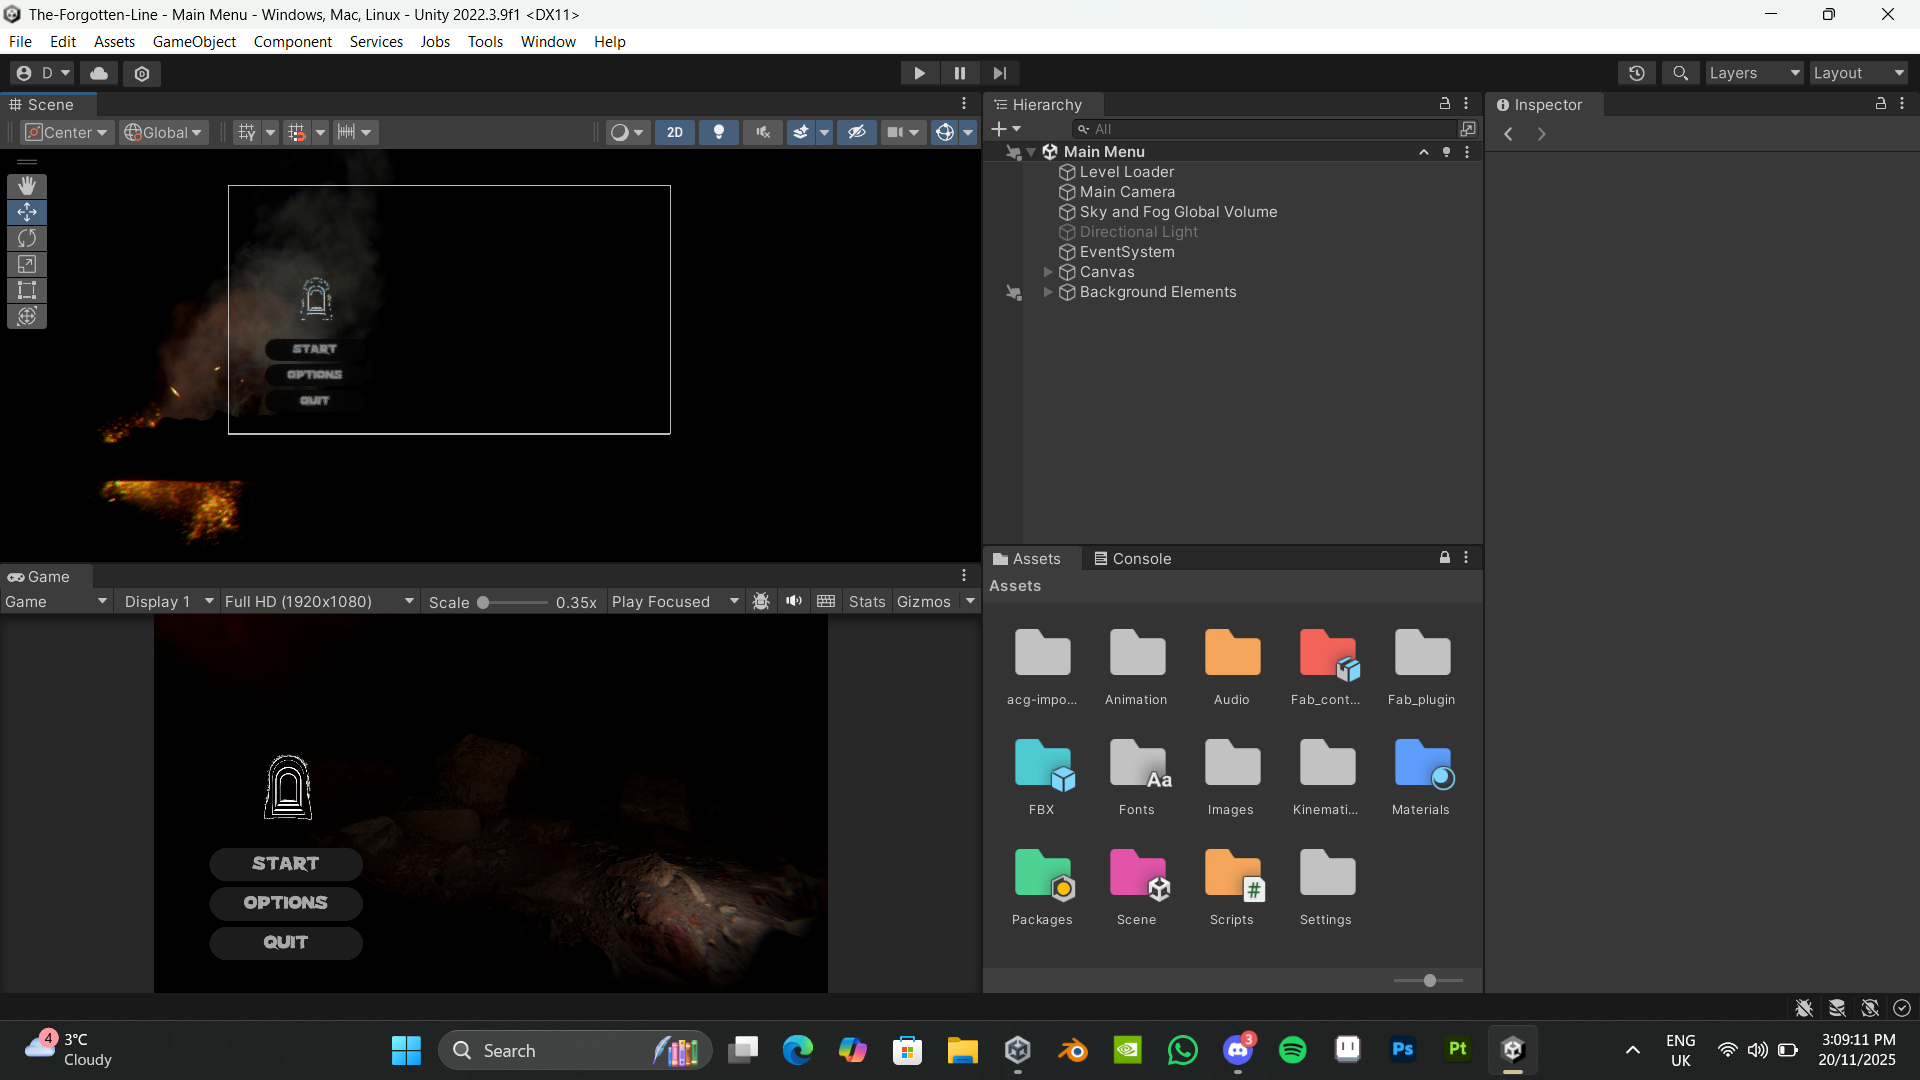 The-Forgotten-Line - Main Menu - Windows, Mac, Linux - Unity 2022.3.9f1 <DX11>
File Edit Assets GameObject Component Services Jobs Tools Window Help
D Layers Layout
Scene
Center Global 2D
START
OPTIONS
QUIT
Game
Game Display 1 Full HD (1920x1080) Scale 0.35x Play Focused Stats Gizmos
START
OPTIONS
QUIT
Hierarchy
All
Main Menu
Level Loader
Main Camera
Sky and Fog Global Volume
Directional Light
EventSystem
Canvas
Background Elements
Assets Console
Assets
acg-impo... Animation Audio Fab_cont... Fab_plugin
Aa
FBX Fonts Images Kinemati... Materials
#
Packages Scene Scripts Settings
Inspector
4 3°C
Cloudy
Search
3
Ps
Pt
ENG
UK
3:09:11 PM
20/11/2025